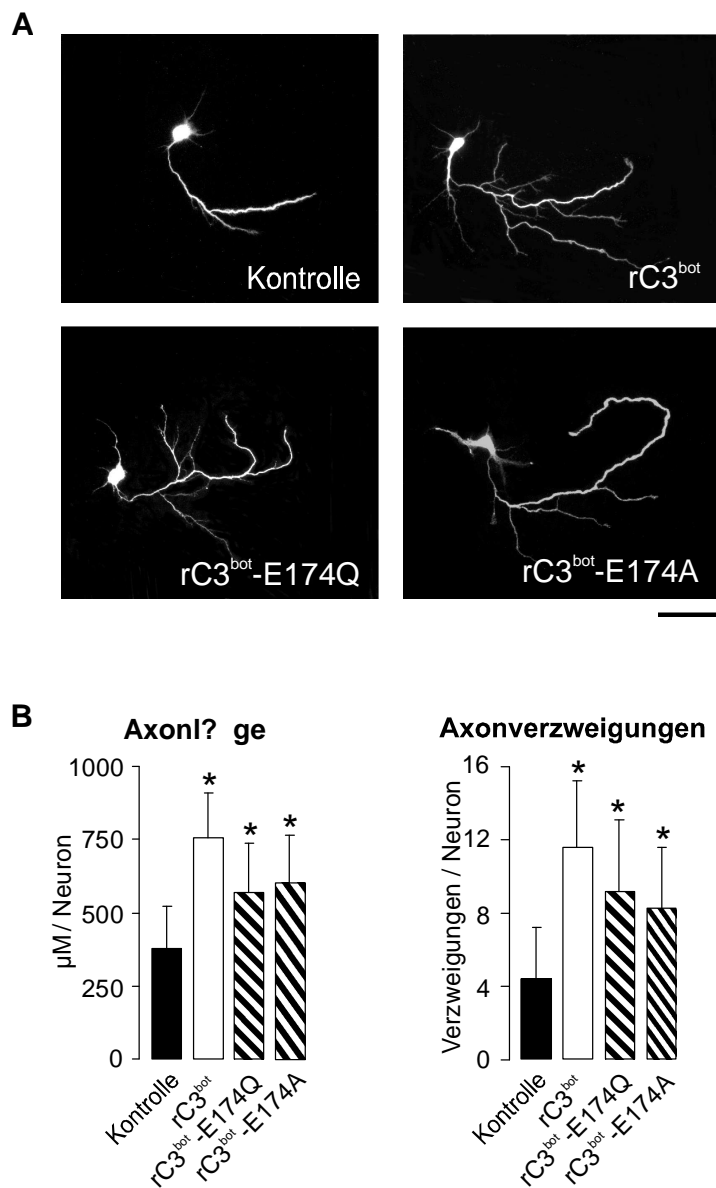 A
Kontrolle
rC3bot
rC3bot-E174Q
rC3bot-E174A
B
Axonl? ge
µM / Neuron
1000
750
500
250
0
Kontrolle
rC3bot
rC3bot-E174Q
rC3bot-E174A
Axonverzweigungen
Verzweigungen / Neuron
16
12
8
4
0
Kontrolle
rC3bot
rC3bot-E174Q
rC3bot-E174A
* * *
* * *